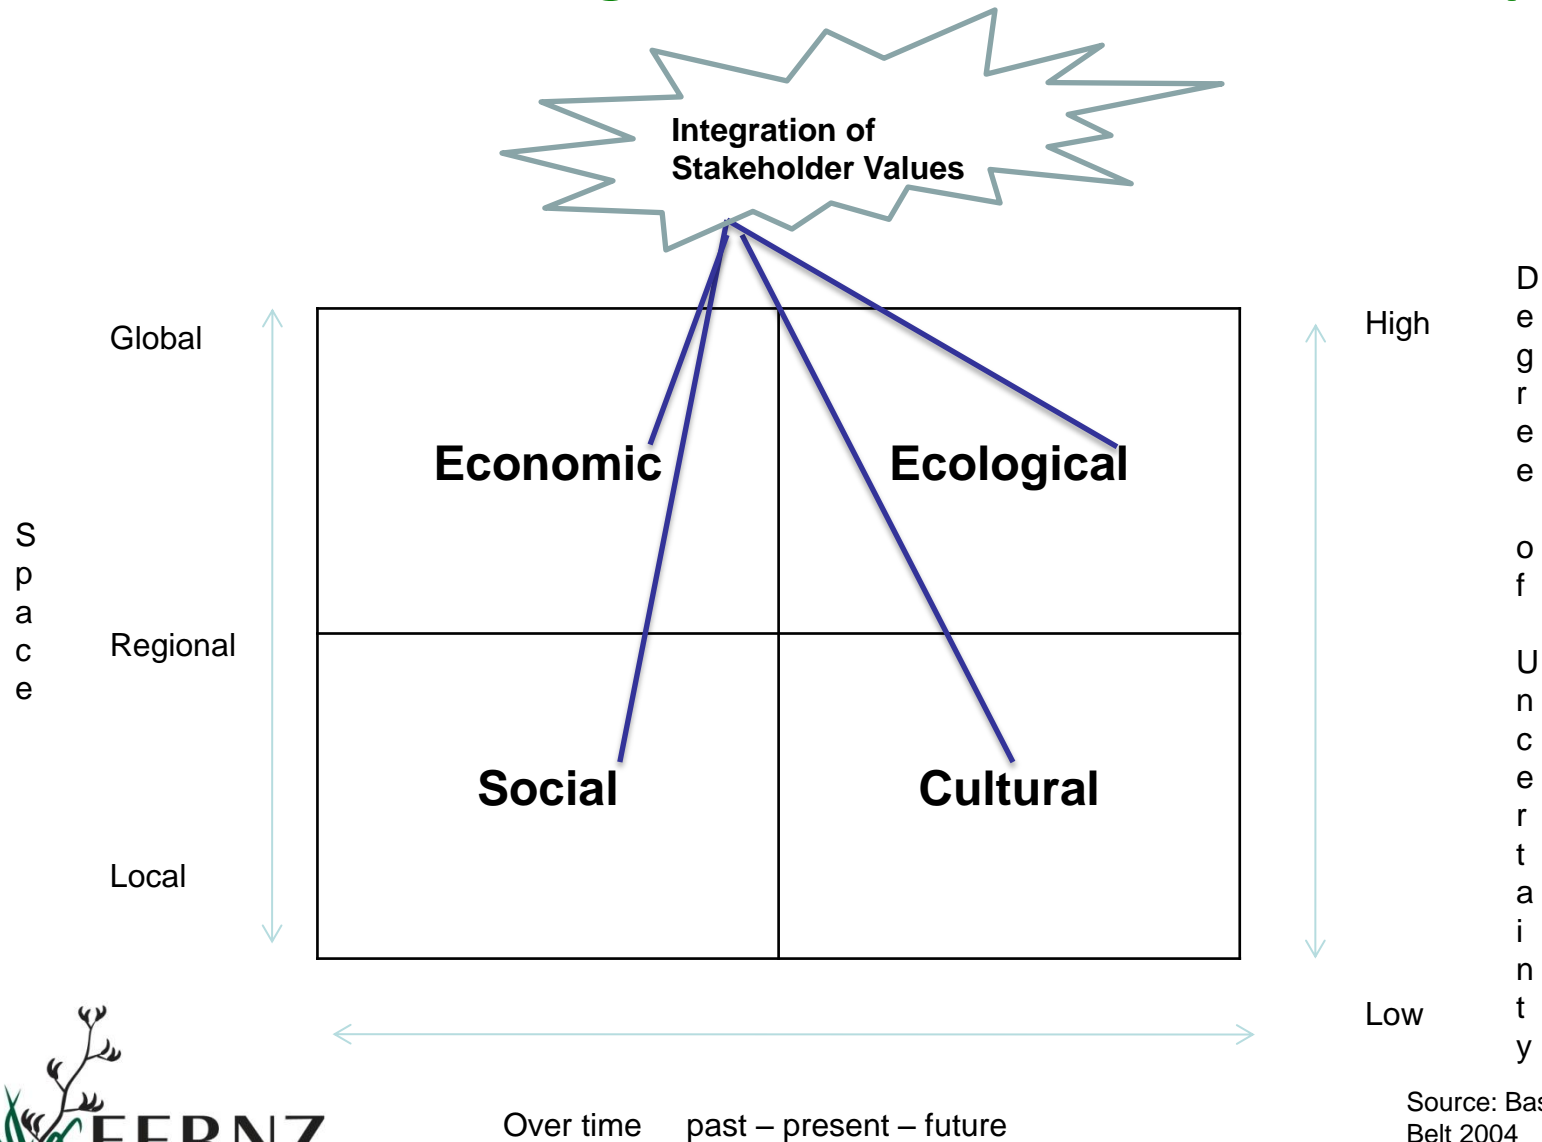 Integration of
Stakeholder Values
Global
High
Economic
Ecological
Space
Regional
Degree of Uncertainty
Social
Cultural
Local
Low
Over time past – present – future
Source: Bas
Belt 2004